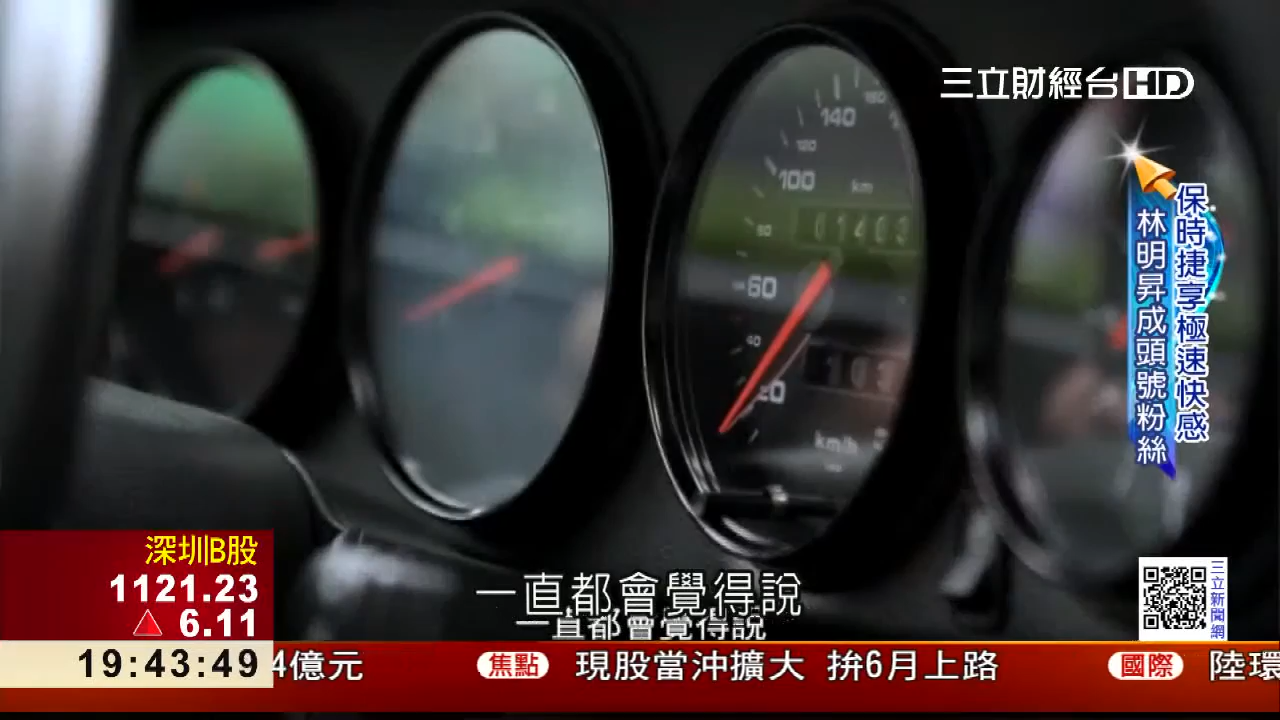 三立財經台HD
保時捷享極速快感
林明昇成頭號粉絲
140
120
100
km
80
01403
60
40
20
km/h
深圳B股
1121.23
▲ 6.11
一直都會覺得說
一直都會覺得說
三立新聞網
19:43:49
4億元 焦點 現股當沖擴大 拚6月上路 國際 陸環